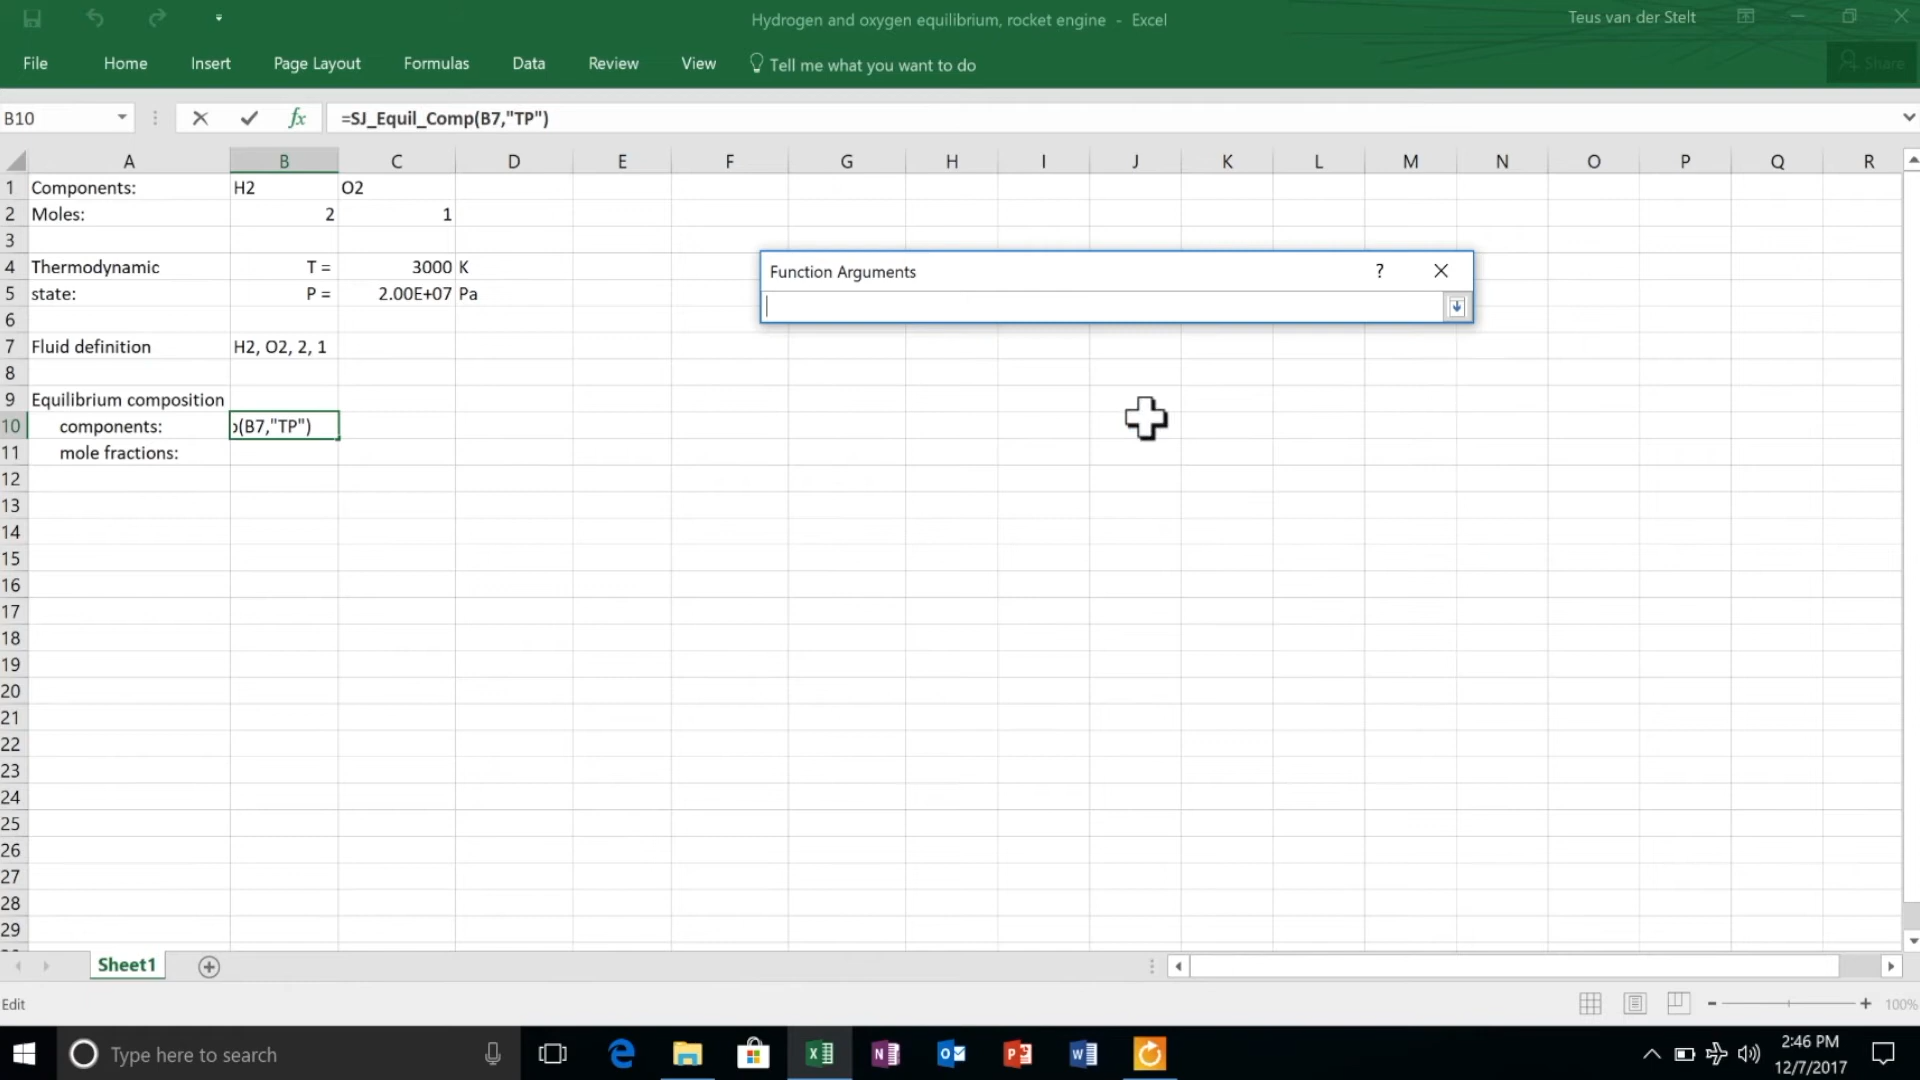 Hydrogen and oxygen equilibrium, rocket engine - Excel
Teus van der Stelt
File Home Insert Page Layout Formulas Data Review View Tell me what you want to do Share
B10 fx =SJ_Equil_Comp(B7,"TP")
A B C D E F G H I J K L M N O P Q R
1 Components: H2 O2
2 Moles: 2 1
3
4 Thermodynamic T = 3000 K
5 state: P = 2.00E+07 Pa
6
7 Fluid definition H2, O2, 2, 1
8
9 Equilibrium composition
10 components: (B7,"TP")
11 mole fractions:
12
13
14
15
16
17
18
19
20
21
22
23
24
25
26
27
28
29
Function Arguments ?
Sheet1
Edit 100%
Type here to search
2:46 PM
12/7/2017